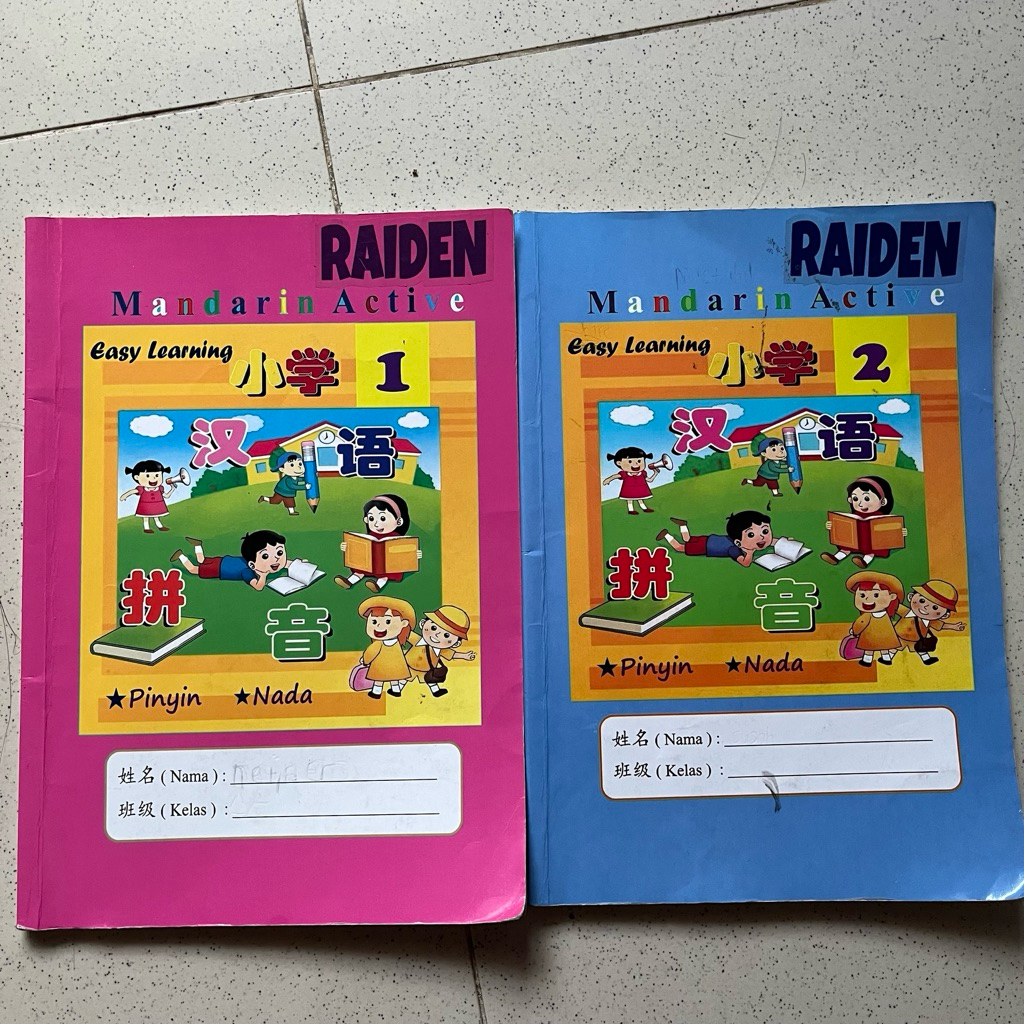 RAIDEN
Mandarin Active
Easy Learning
小学 1
汉语
拼音
★Pinyin ★Nada
姓名 ( Nama ) :
班级 ( Kelas ) :
RAIDEN
Mandarin Active
Easy Learning
小学 2
汉语
拼音
★Pinyin ★Nada
姓名 ( Nama ) :
班级 ( Kelas ) :